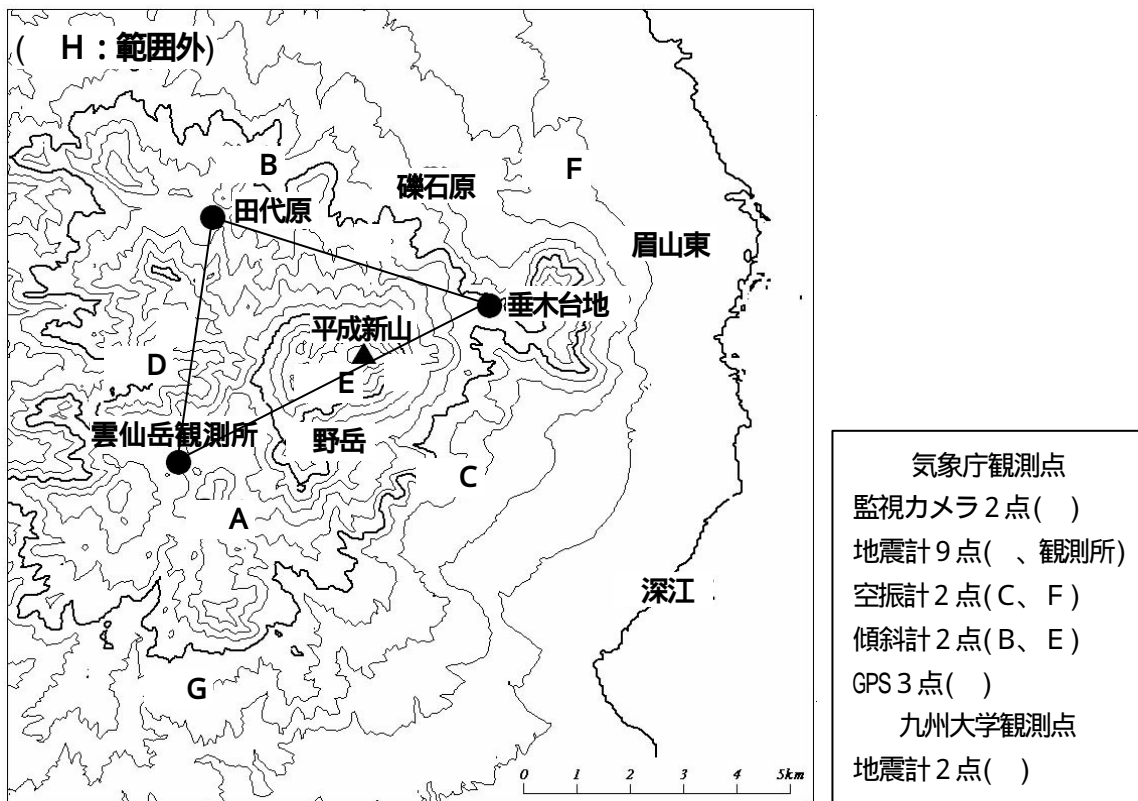 ( H:範囲外)
B
F
礫石原
田代原
眉山東
垂木台地
平成新山
D
E
雲仙岳観測所
野岳
C
A
深江
G
0 1 2 3 4 5km
気象庁観測点
監視カメラ2点( )
地震計9点( 、観測所)
空振計2点(C、F)
傾斜計2点(B、E)
GPS3点( )
九州大学観測点
地震計2点( )